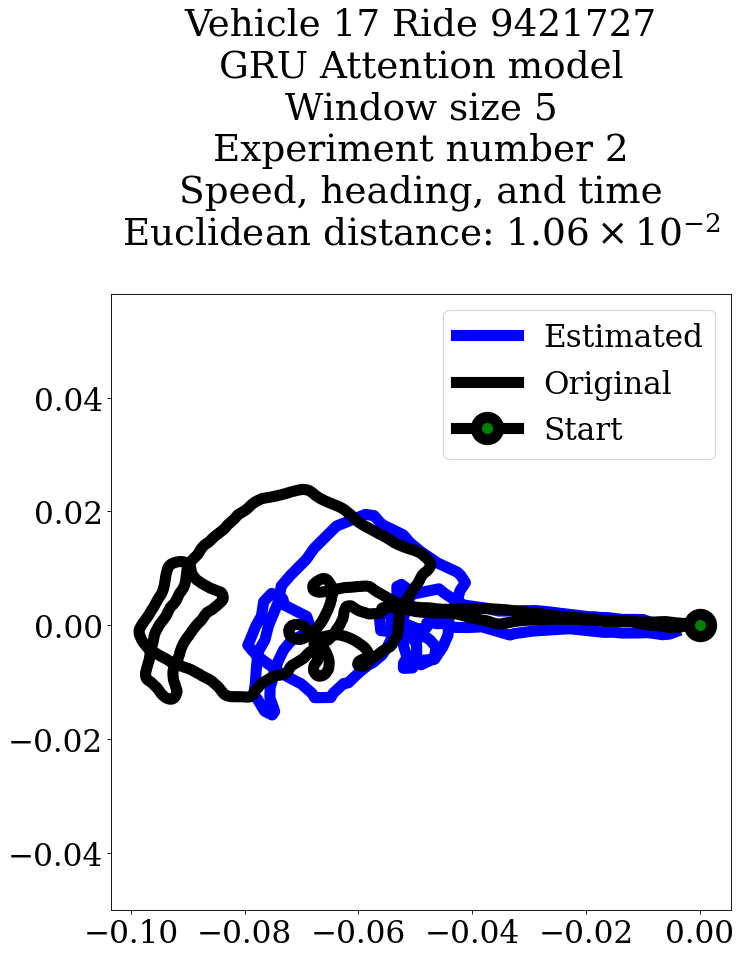 Vehicle 17 Ride 9421727
GRU Attention model
Window size 5
Experiment number 2
Speed, heading, and time
Euclidean distance: 1.06 × 10⁻²
Estimated
Original
Start
0.04
0.02
0.00
−0.02
−0.04
−0.10 −0.08 −0.06 −0.04 −0.02 0.00